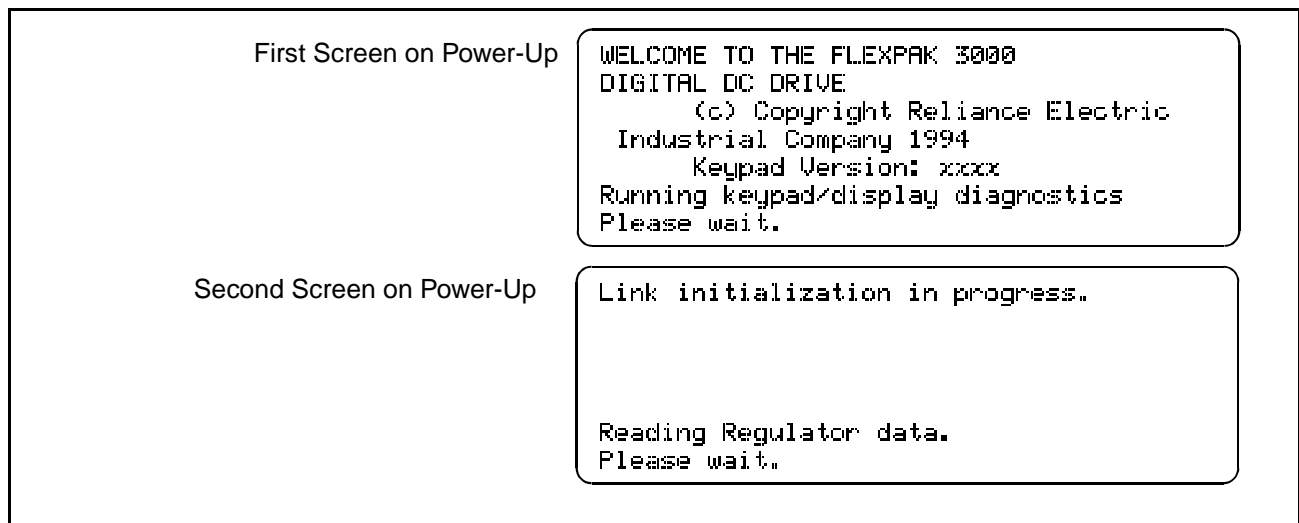 First Screen on Power-Up
WELCOME TO THE FLEXPAK 3000
DIGITAL DC DRIVE
(c) Copyright Reliance Electric
Industrial Company 1994
Keypad Version: xxxx
Running keypad/display diagnostics
Please wait.
Second Screen on Power-Up
Link initialization in progress.
Reading Regulator data.
Please wait.